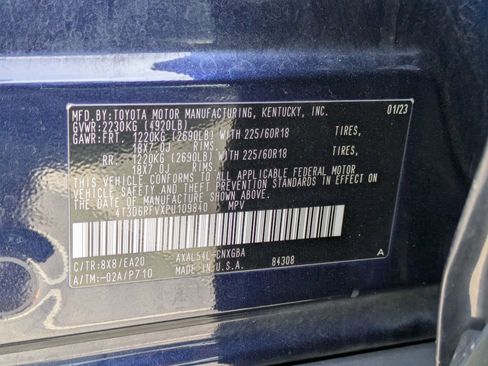 MFD.BY:TOYOTA MOTOR MANUFACTURING, KENTUCKY, INC. 01/23
GVWR:2230KG (4920LB)
GAWR:FRT. 1220KG (2690LB) WITH 225/60R18 TIRES,
18X7.0J RIMS
RR. 1220KG (2690LB) WITH 225/60R18 TIRES,
18X7.0J RIMS
THIS VEHICLE CONFORMS TO ALL APPLICABLE FEDERAL MOTOR
VEHICLE SAFETY AND THEFT PREVENTION STANDARDS IN EFFECT
ON THE DATE OF MANUFACTURE SHOWN ABOVE.
4T3D6RFVXPU109840 MPV
C/TR:8X8/EA20 AXAL54L-CNXGBA A
A/TM:-02A/P710 MADE IN U.S.A. 84308